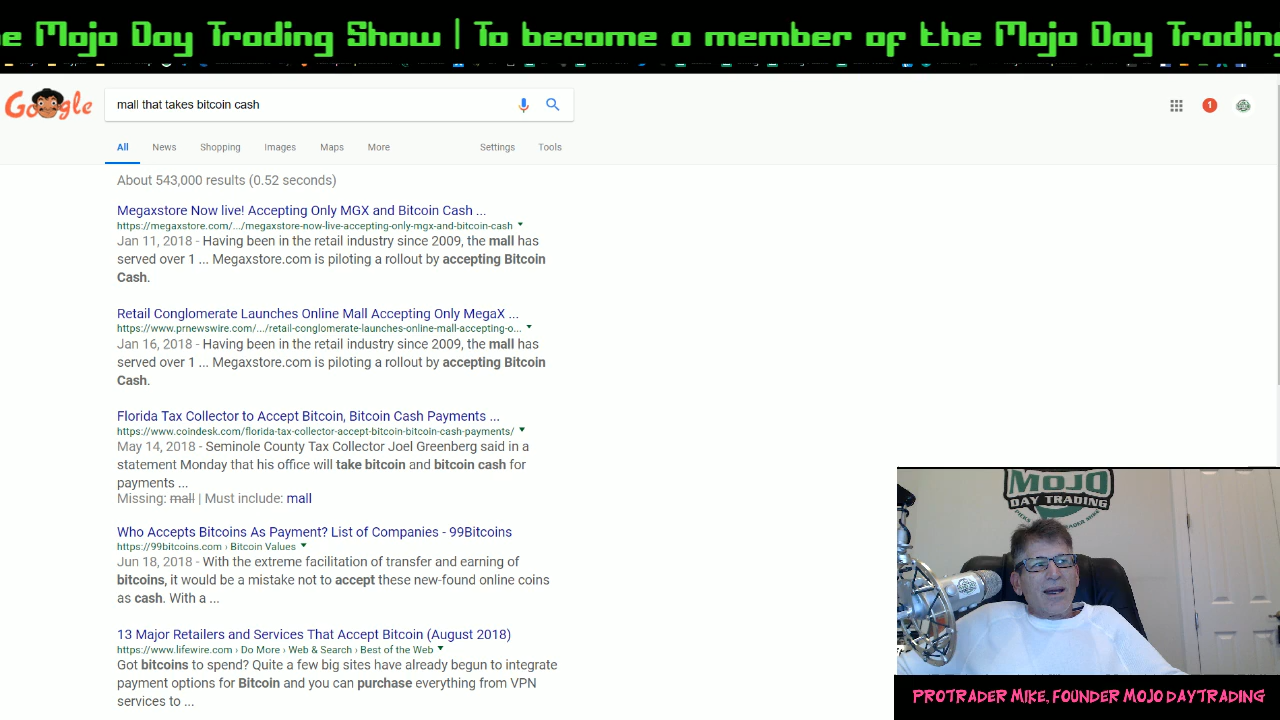 e Mojo Day Trading Show | To become a member of the Mojo Day Trading
Google
mall that takes bitcoin cash
1
All News Shopping Images Maps More Settings Tools
About 543,000 results (0.52 seconds)
Megaxstore Now live! Accepting Only MGX and Bitcoin Cash ...
https://megaxstore.com/.../megaxstore-now-live-accepting-only-mgx-and-bitcoin-cash
Jan 11, 2018 - Having been in the retail industry since 2009, the mall has
served over 1 ... Megaxstore.com is piloting a rollout by accepting Bitcoin
Cash.
Retail Conglomerate Launches Online Mall Accepting Only MegaX ...
https://www.prnewswire.com/.../retail-conglomerate-launches-online-mall-accepting-o...
Jan 16, 2018 - Having been in the retail industry since 2009, the mall has
served over 1 ... Megaxstore.com is piloting a rollout by accepting Bitcoin
Cash.
Florida Tax Collector to Accept Bitcoin, Bitcoin Cash Payments ...
https://www.coindesk.com/florida-tax-collector-accept-bitcoin-bitcoin-cash-payments/
May 14, 2018 - Seminole County Tax Collector Joel Greenberg said in a
statement Monday that his office will take bitcoin and bitcoin cash for
payments ...
Missing: mall | Must include: mall
Who Accepts Bitcoins As Payment? List of Companies - 99Bitcoins
https://99bitcoins.com › Bitcoin Values
Jun 18, 2018 - With the extreme facilitation of transfer and earning of
bitcoins, it would be a mistake not to accept these new-found online coins
as cash. With a ...
13 Major Retailers and Services That Accept Bitcoin (August 2018)
https://www.lifewire.com › Do More › Web & Search › Best of the Web
Got bitcoins to spend? Quite a few big sites have already begun to integrate
payment options for Bitcoin and you can purchase everything from VPN
services to ...
MOJO
DAY TRADING
PROTRADER MIKE, FOUNDER MOJO DAYTRADING